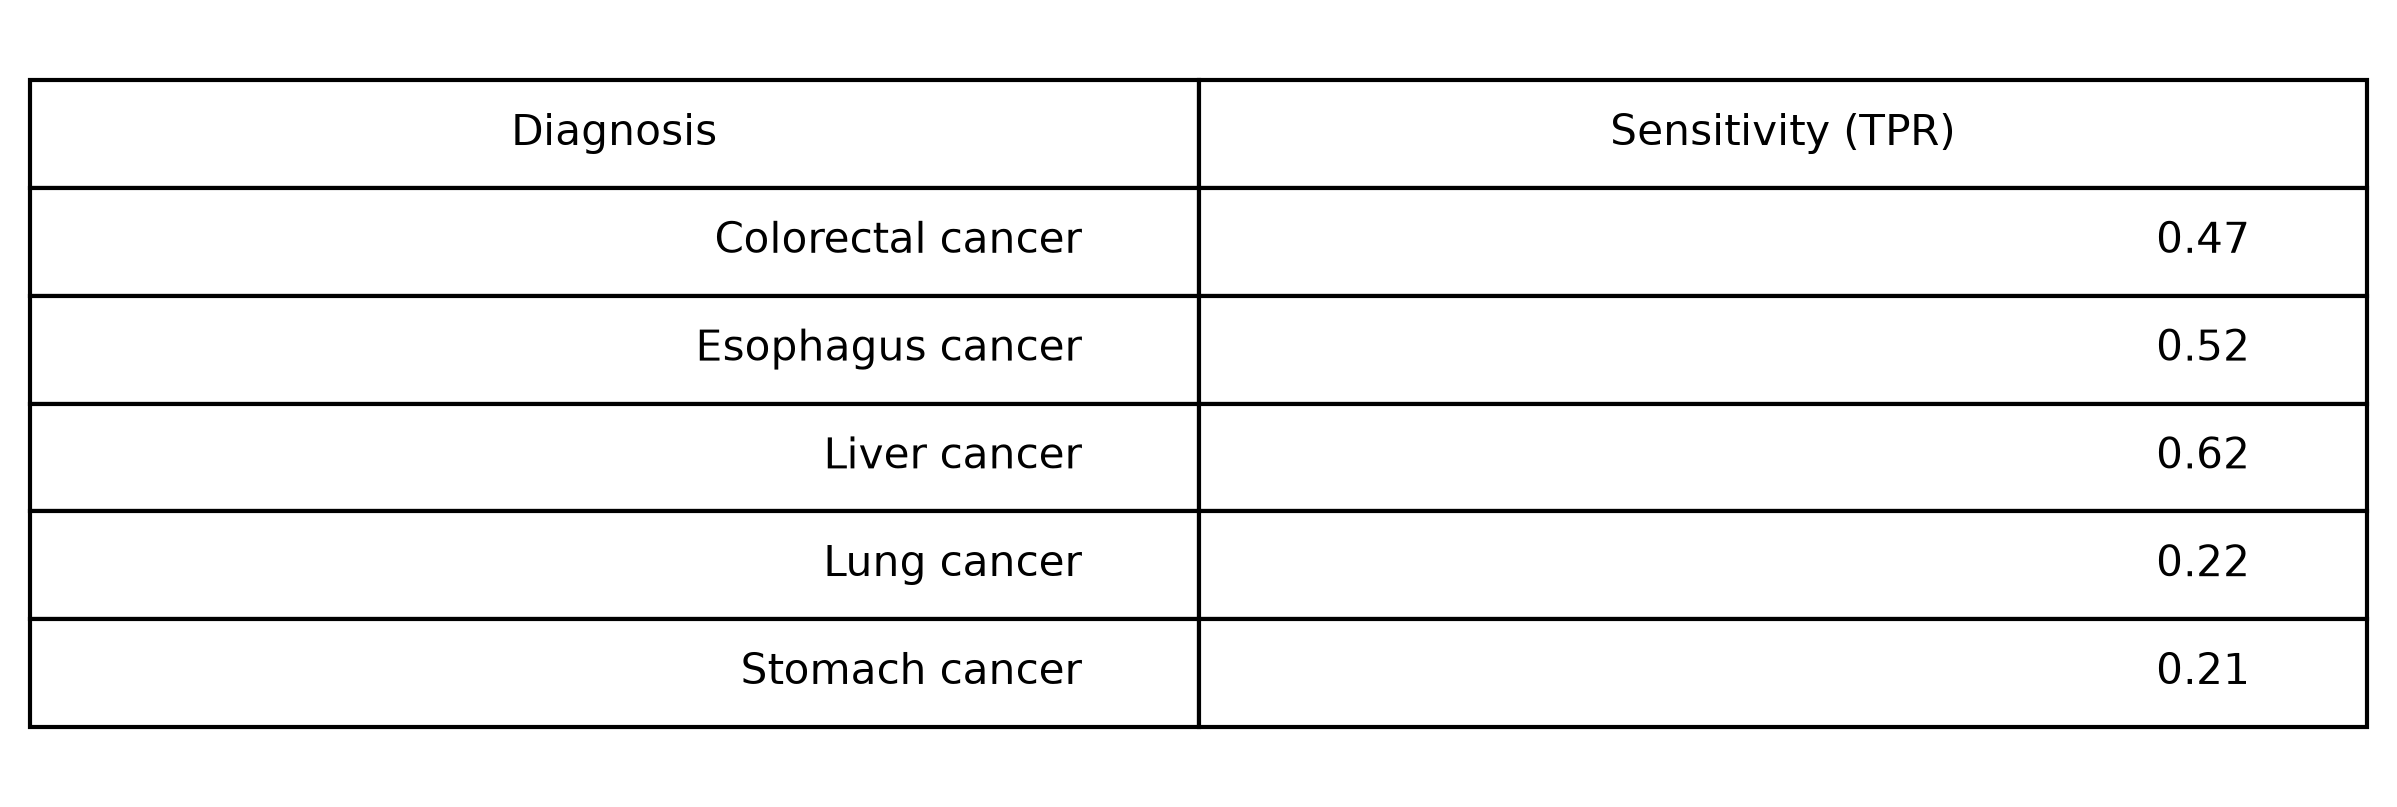 Diagnosis Sensitivity (TPR)
Colorectal cancer 0.47
Esophagus cancer 0.52
Liver cancer 0.62
Lung cancer 0.22
Stomach cancer 0.21